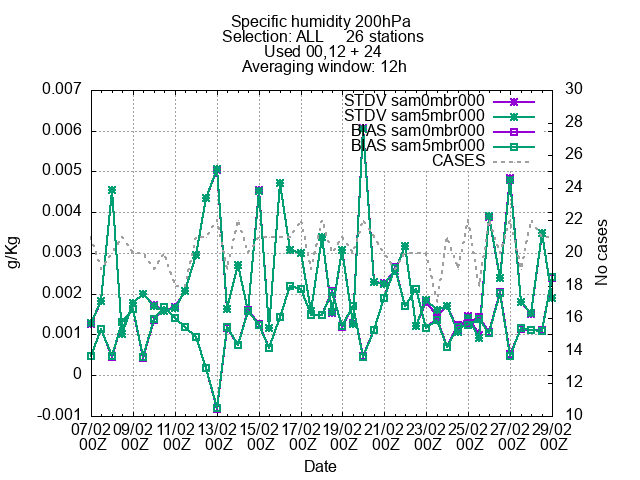 Specific humidity 200hPa
Selection: ALL 26 stations
Used 00,12 + 24
Averaging window: 12h
STDV sam0mbr000
STDV sam5mbr000
BIAS sam0mbr000
BIAS sam5mbr000
CASES
0.007
0.006
0.005
0.004
0.003
0.002
0.001
0
-0.001
g/Kg
30
28
26
24
22
20
18
16
14
12
10
No cases
07/02 09/02 11/02 13/02 15/02 17/02 19/02 21/02 23/02 25/02 27/02 29/02
00Z 00Z 00Z 00Z 00Z 00Z 00Z 00Z 00Z 00Z 00Z 00Z
Date